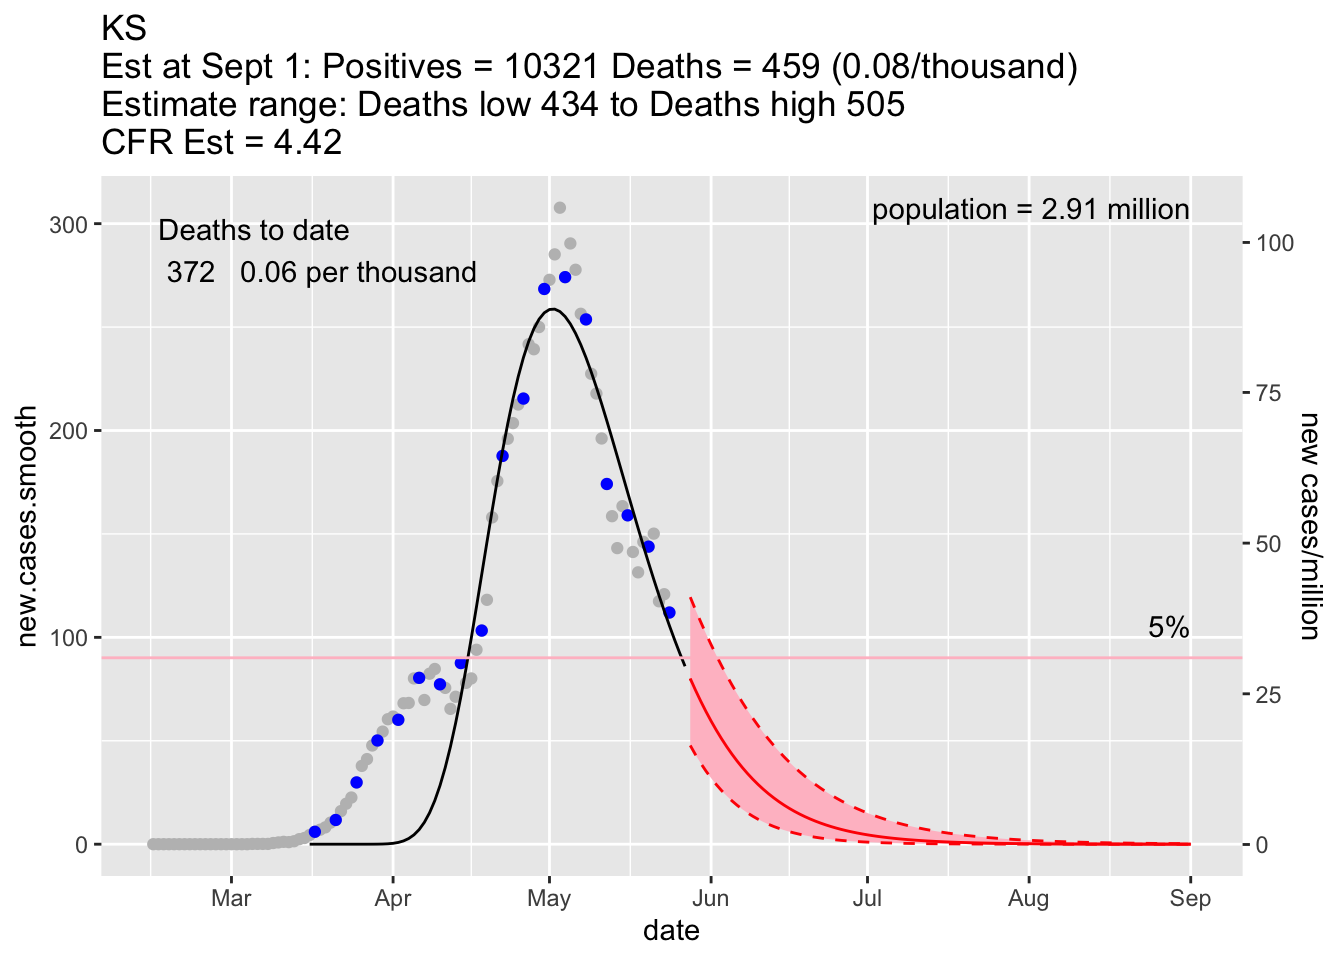 KS
Est at Sept 1: Positives = 10321 Deaths = 459 (0.08/thousand)
Estimate range: Deaths low 434 to Deaths high 505
CFR Est = 4.42
population = 2.91 million
Deaths to date
372 0.06 per thousand
5%
300
200
100
0
new.cases.smooth
100
75
50
25
0
new cases/million
Mar Apr May Jun Jul Aug Sep
date